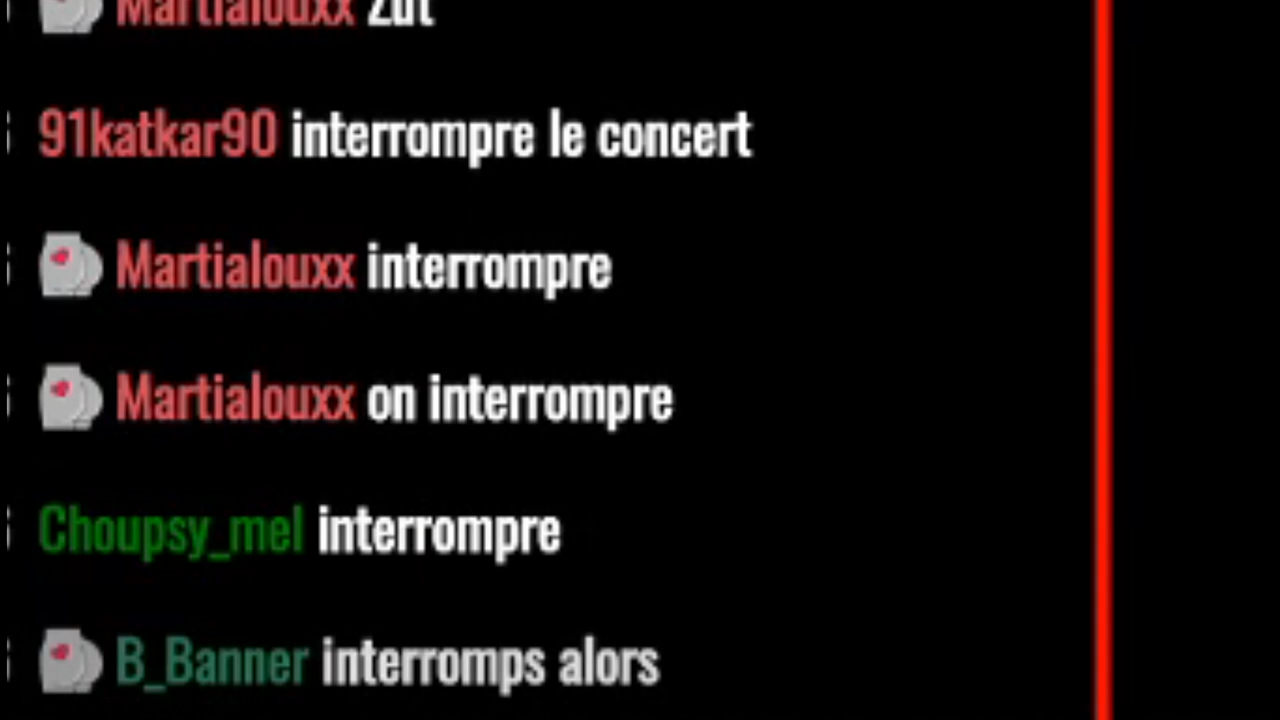 Martialouxx Zut
91katkar90 interrompre le concert
Martialouxx interrompre
Martialouxx on interrompre
Choupsy_mel interrompre
B_Banner interromps alors